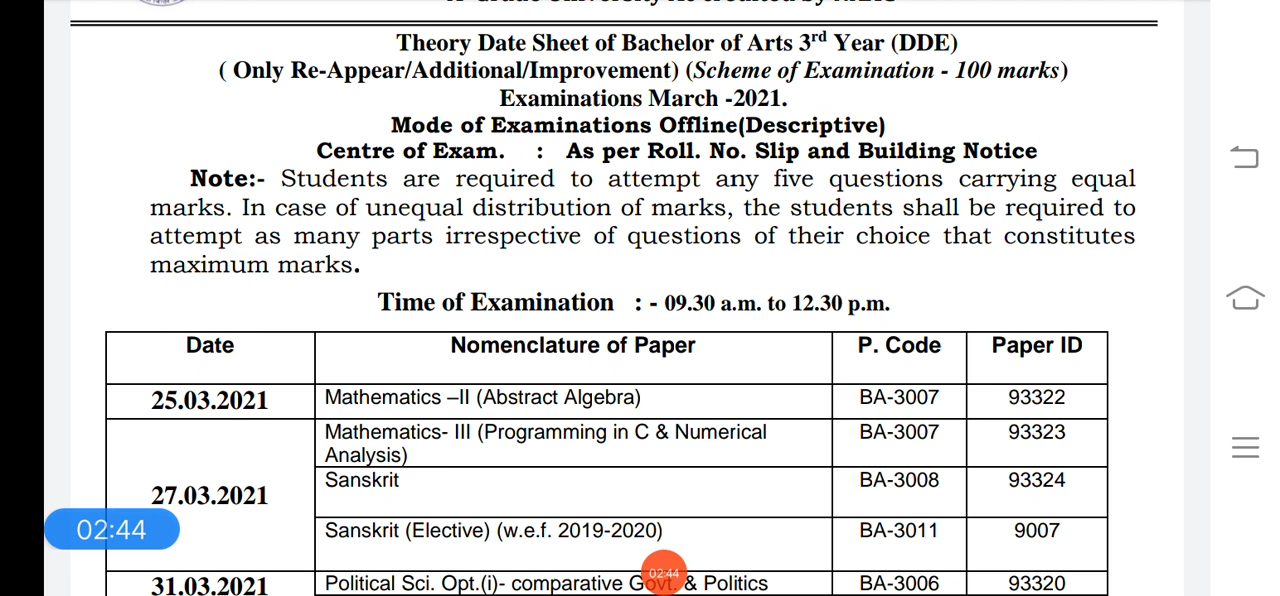 Theory Date Sheet of Bachelor of Arts 3rd Year (DDE)
( Only Re-Appear/Additional/Improvement) (Scheme of Examination - 100 marks)
Examinations March -2021.
Mode of Examinations Offline(Descriptive)
Centre of Exam. : As per Roll. No. Slip and Building Notice
Note:- Students are required to attempt any five questions carrying equal
marks. In case of unequal distribution of marks, the students shall be required to
attempt as many parts irrespective of questions of their choice that constitutes
maximum marks.
Time of Examination : - 09.30 a.m. to 12.30 p.m.
Date Nomenclature of Paper P. Code Paper ID
25.03.2021 Mathematics –II (Abstract Algebra) BA-3007 93322
Mathematics- III (Programming in C & Numerical BA-3007 93323
Analysis)
Sanskrit BA-3008 93324
27.03.2021
Sanskrit (Elective) (w.e.f. 2019-2020) BA-3011 9007
02:44
02:44
31.03.2021 Political Sci. Opt.(i)- comparative Govt. & Politics BA-3006 93320